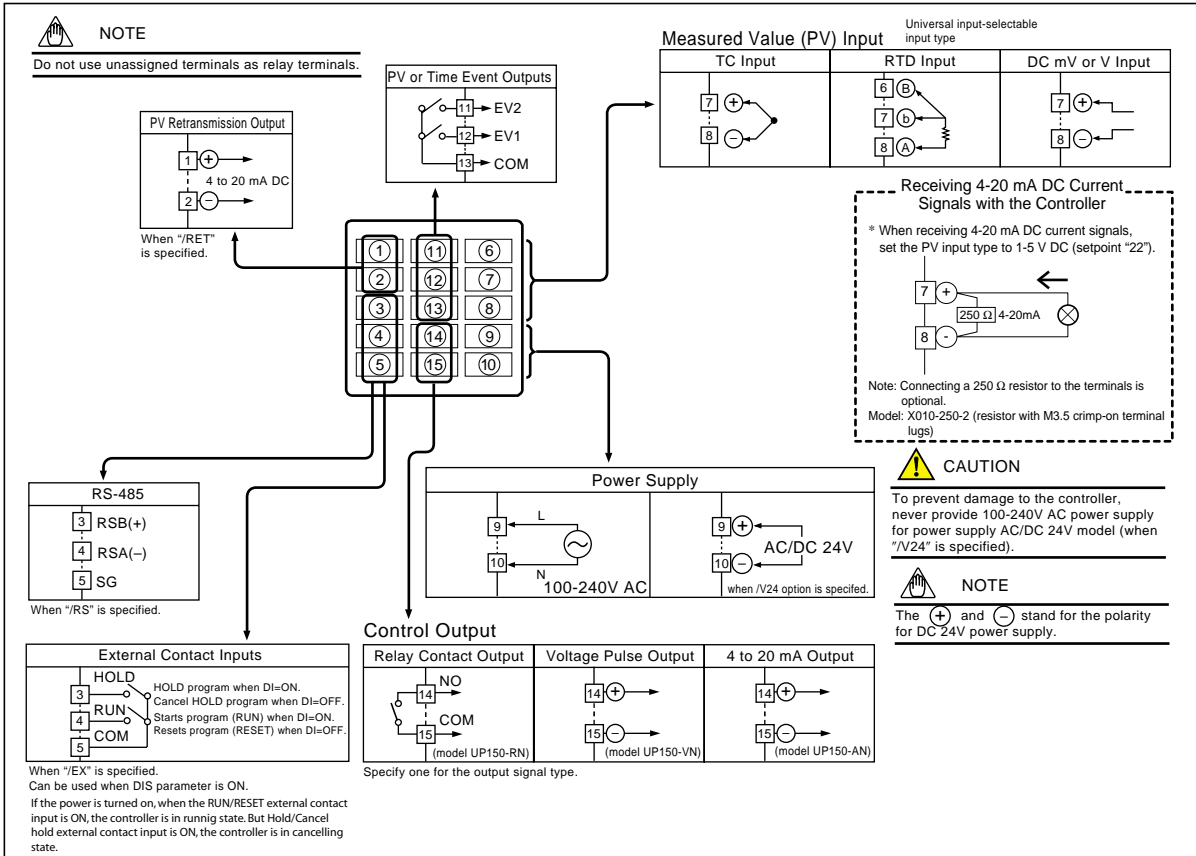 NOTE
Do not use unassigned terminals as relay terminals.
PV Retransmission Output
1 +
4 to 20 mA DC
2 −
When "/RET"
is specified.
PV or Time Event Outputs
11 EV2
12 EV1
13 COM
Measured Value (PV) Input
Universal input-selectable
input type
TC Input
7 +
8 −
RTD Input
6 B
7 b
8 A
DC mV or V Input
7 +
8 −
Receiving 4-20 mA DC Current
Signals with the Controller
* When receiving 4-20 mA DC current signals,
set the PV input type to 1-5 V DC (setpoint "22").
7 +
250 Ω 4-20mA
8 -
Note: Connecting a 250 Ω resistor to the terminals is
optional.
Model: X010-250-2 (resistor with M3.5 crimp-on terminal
lugs)
1 11 6
2 12 7
3 13 8
4 14 9
5 15 10
CAUTION
To prevent damage to the controller,
never provide 100-240V AC power supply
for power supply AC/DC 24V model (when
"/V24" is specified).
NOTE
The + and − stand for the polarity
for DC 24V power supply.
RS-485
3 RSB(+)
4 RSA(−)
5 SG
When "/RS" is specified.
Power Supply
9 L
10 N
100-240V AC
9 +
AC/DC 24V
10 −
when /V24 option is specifed.
External Contact Inputs
3 HOLD
HOLD program when DI=ON.
Cancel HOLD program when DI=OFF.
4 RUN
Starts program (RUN) when DI=ON.
Resets program (RESET) when DI=OFF.
5 COM
When "/EX" is specified.
Can be used when DIS parameter is ON.
If the power is turned on, when the RUN/RESET external contact
input is ON, the controller is in runnig state. But Hold/Cancel
hold external contact input is ON, the controller is in cancelling
state.
Control Output
Relay Contact Output
14 NO
15 COM
(model UP150-RN)
Voltage Pulse Output
14 +
15 −
(model UP150-VN)
4 to 20 mA Output
14 +
15 −
(model UP150-AN)
Specify one for the output signal type.